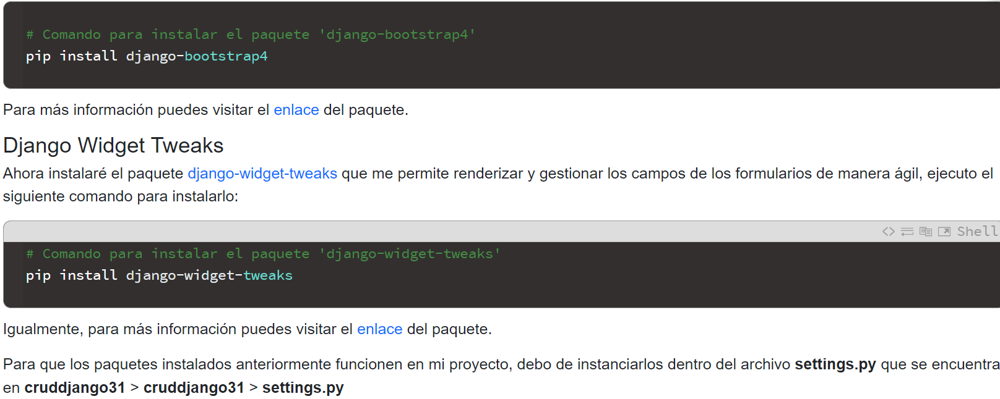 # Comando para instalar el paquete 'django-bootstrap4'
pip install django-bootstrap4
Para más información puedes visitar el enlace del paquete.
Django Widget Tweaks
Ahora instalaré el paquete django-widget-tweaks que me permite renderizar y gestionar los campos de los formularios de manera ágil, ejecuto el
siguiente comando para instalarlo:
Shell
# Comando para instalar el paquete 'django-widget-tweaks'
pip install django-widget-tweaks
Igualmente, para más información puedes visitar el enlace del paquete.
Para que los paquetes instalados anteriormente funcionen en mi proyecto, debo de instanciarlos dentro del archivo settings.py que se encuentra
en cruddjango31 > cruddjango31 > settings.py